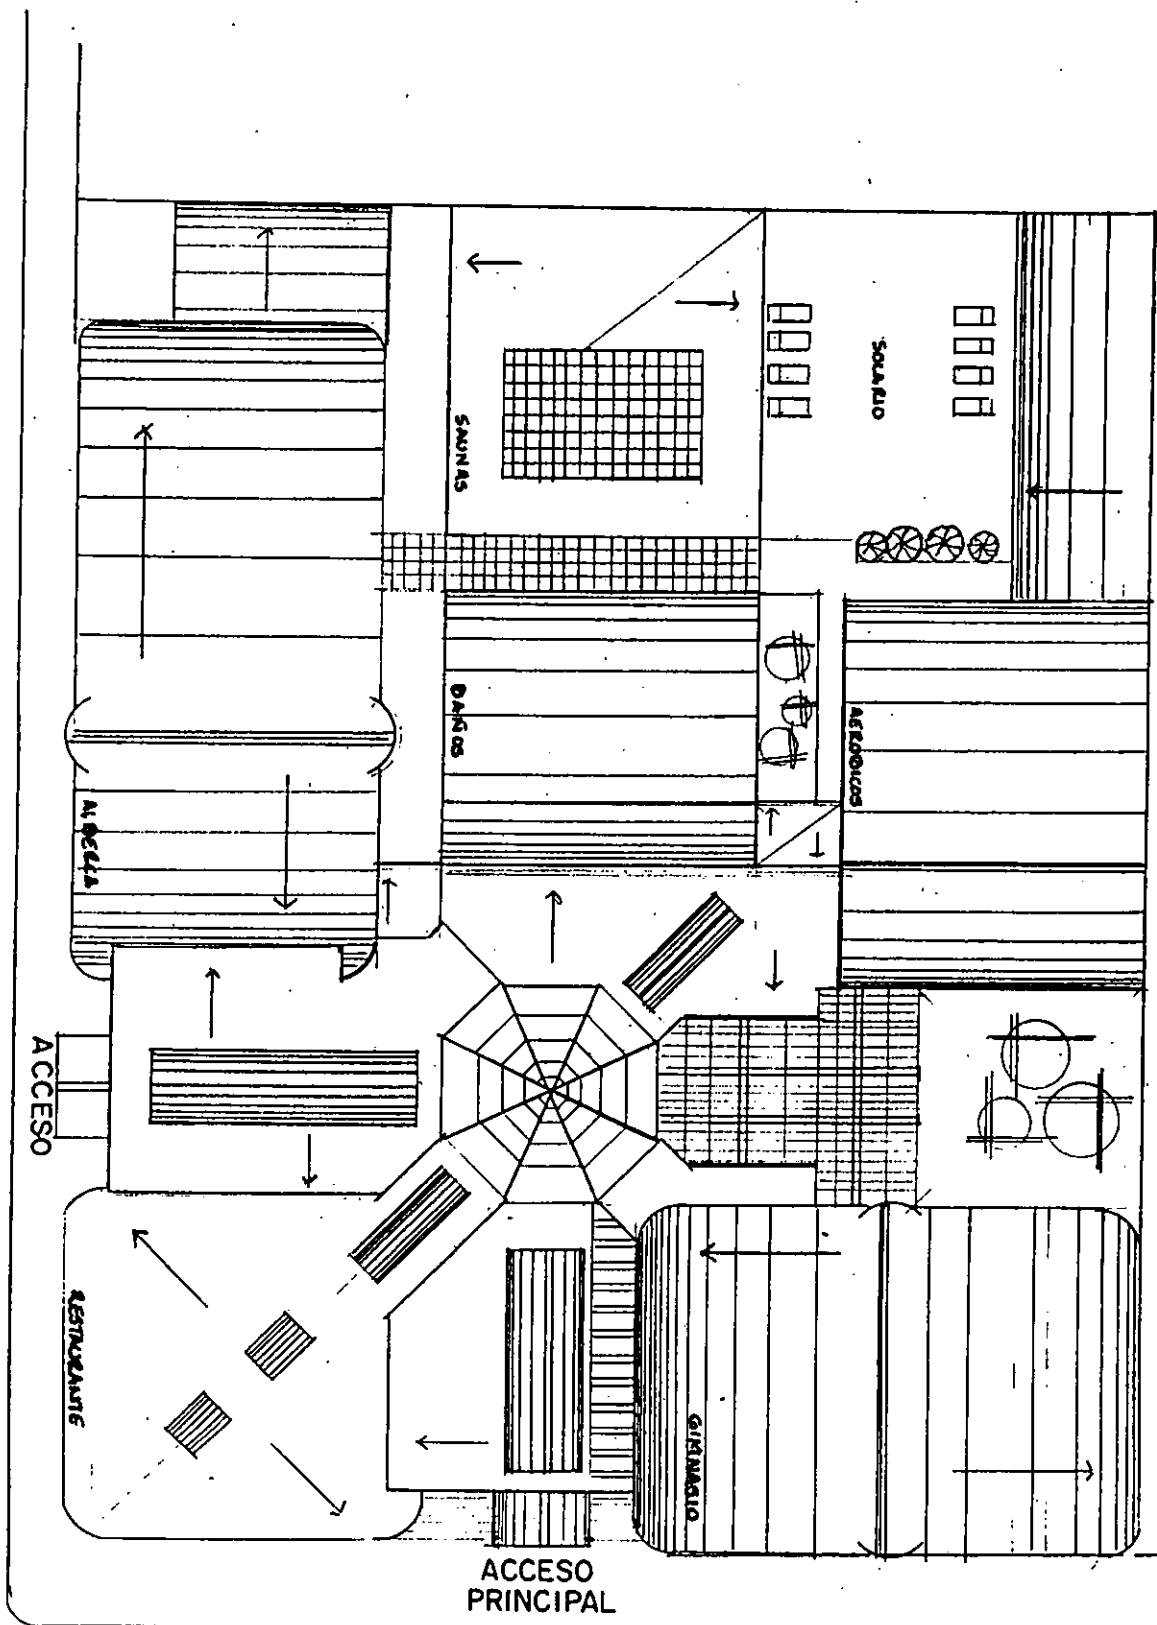 SOLARIO
SAUNAS
BAÑOS
AEROBICOS
ALBERCA
ACCESO
RESTAURANTE
GIMNASIO
ACCESO
PRINCIPAL